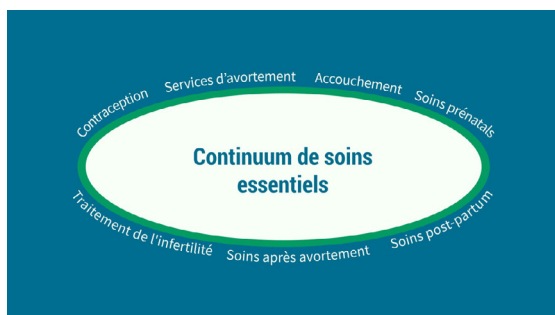 Contraception
Services d'avortement
Accouchement
Soins prénatals
Continuum de soins
essentiels
Traitement de l'infertilité
Soins après avortement
Soins post-partum